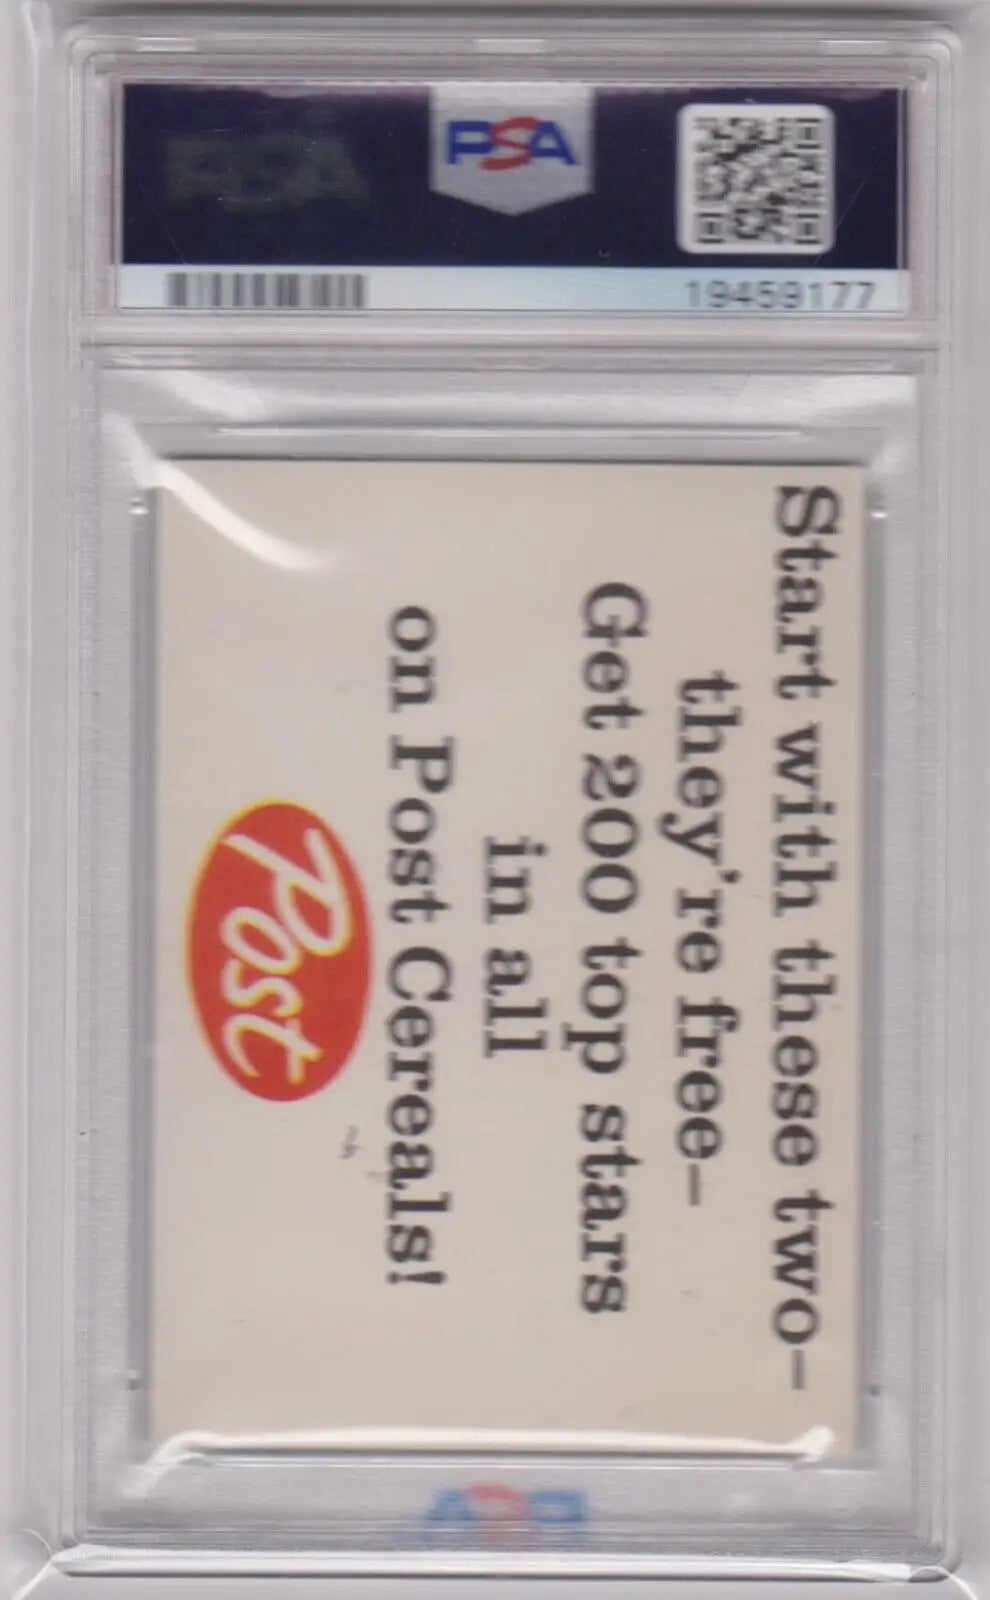 PSA
19459177
Start with these two-
they're free-
Get 200 top stars
in all
on Post Cereals!
Post
PSA